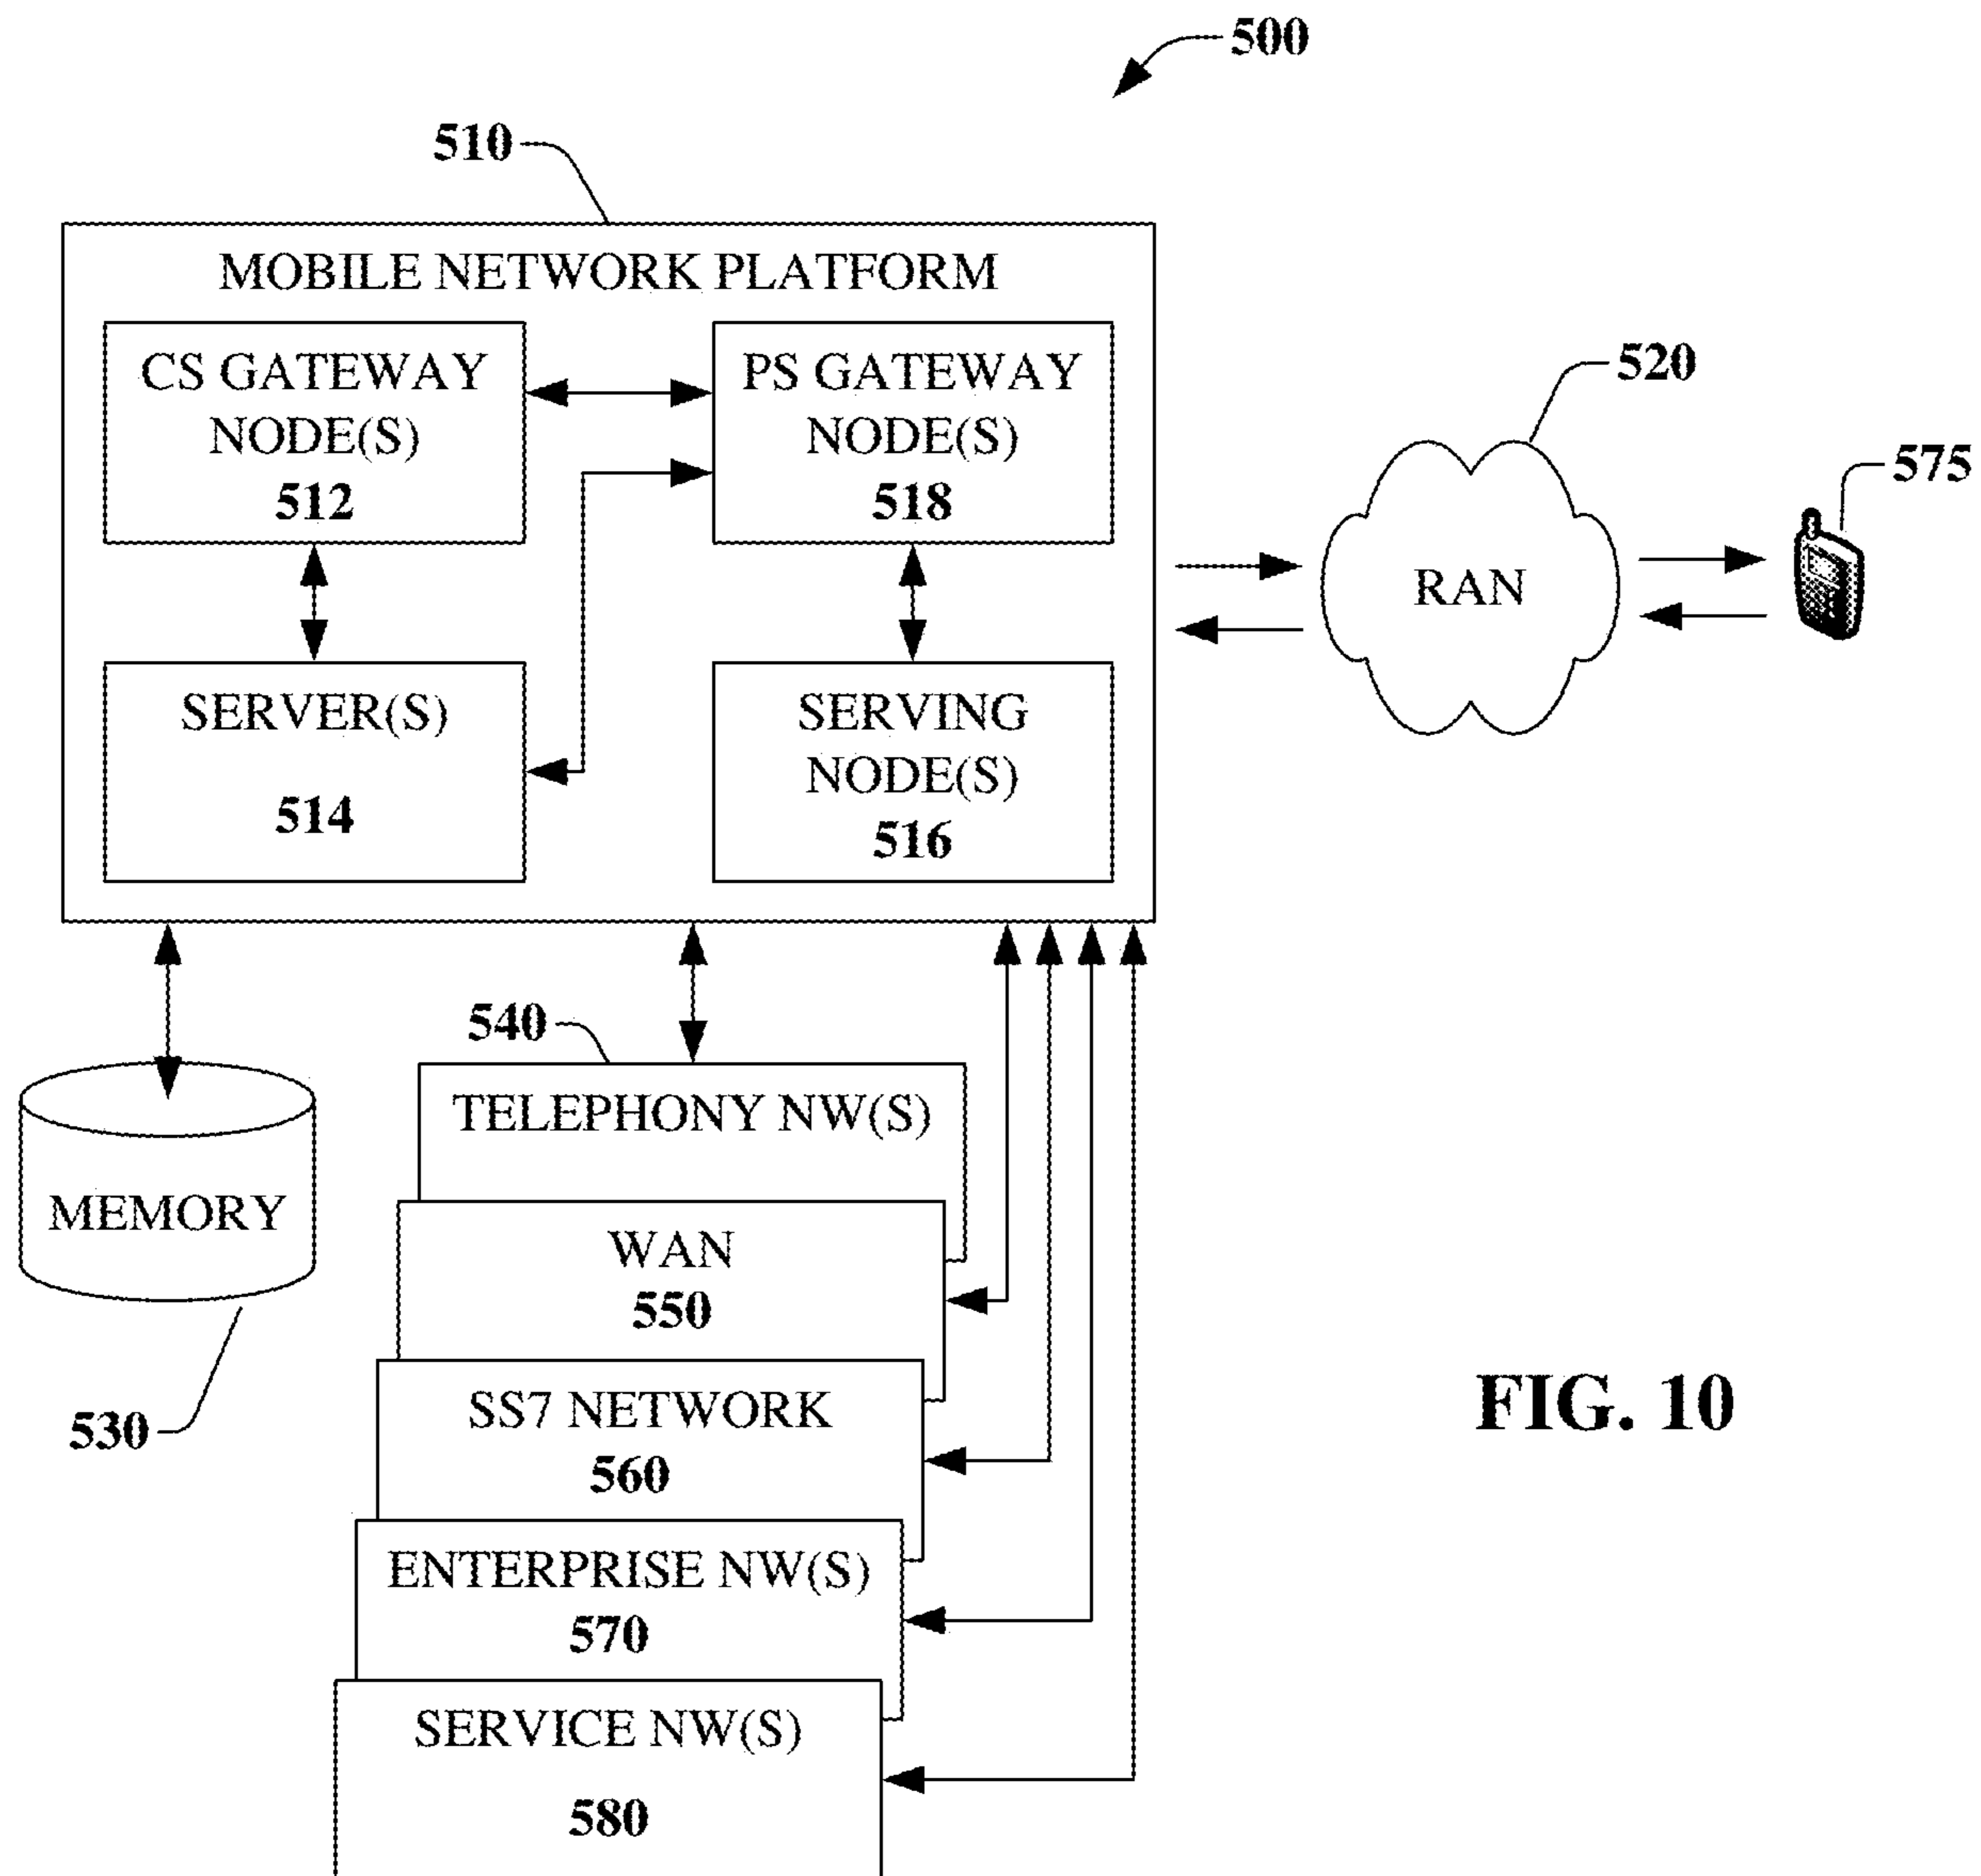 500
510
MOBILE NETWORK PLATFORM
CS GATEWAY
NODE(S)
512
PS GATEWAY
NODE(S)
518
SERVER(S)
514
SERVING
NODE(S)
516
520
RAN
575
540
TELEPHONY NW(S)
MEMORY
530
WAN
550
SS7 NETWORK
560
ENTERPRISE NW(S)
570
SERVICE NW(S)
580
FIG. 10